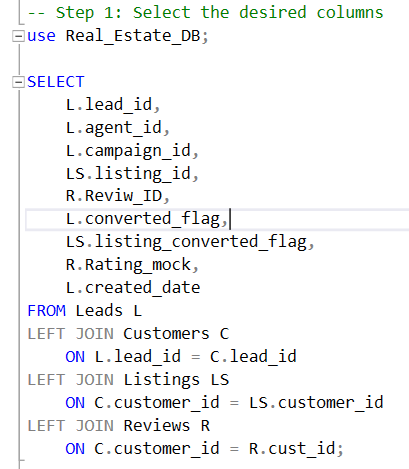 -- Step 1: Select the desired columns
use Real_Estate_DB;
SELECT
L.lead_id,
L.agent_id,
L.campaign_id,
LS.listing_id,
R.Reviw_ID,
L.converted_flag,
LS.listing_converted_flag,
R.Rating_mock,
L.created_date
FROM Leads L
LEFT JOIN Customers C
ON L.lead_id = C.lead_id
LEFT JOIN Listings LS
ON C.customer_id = LS.customer_id
LEFT JOIN Reviews R
ON C.customer_id = R.cust_id;